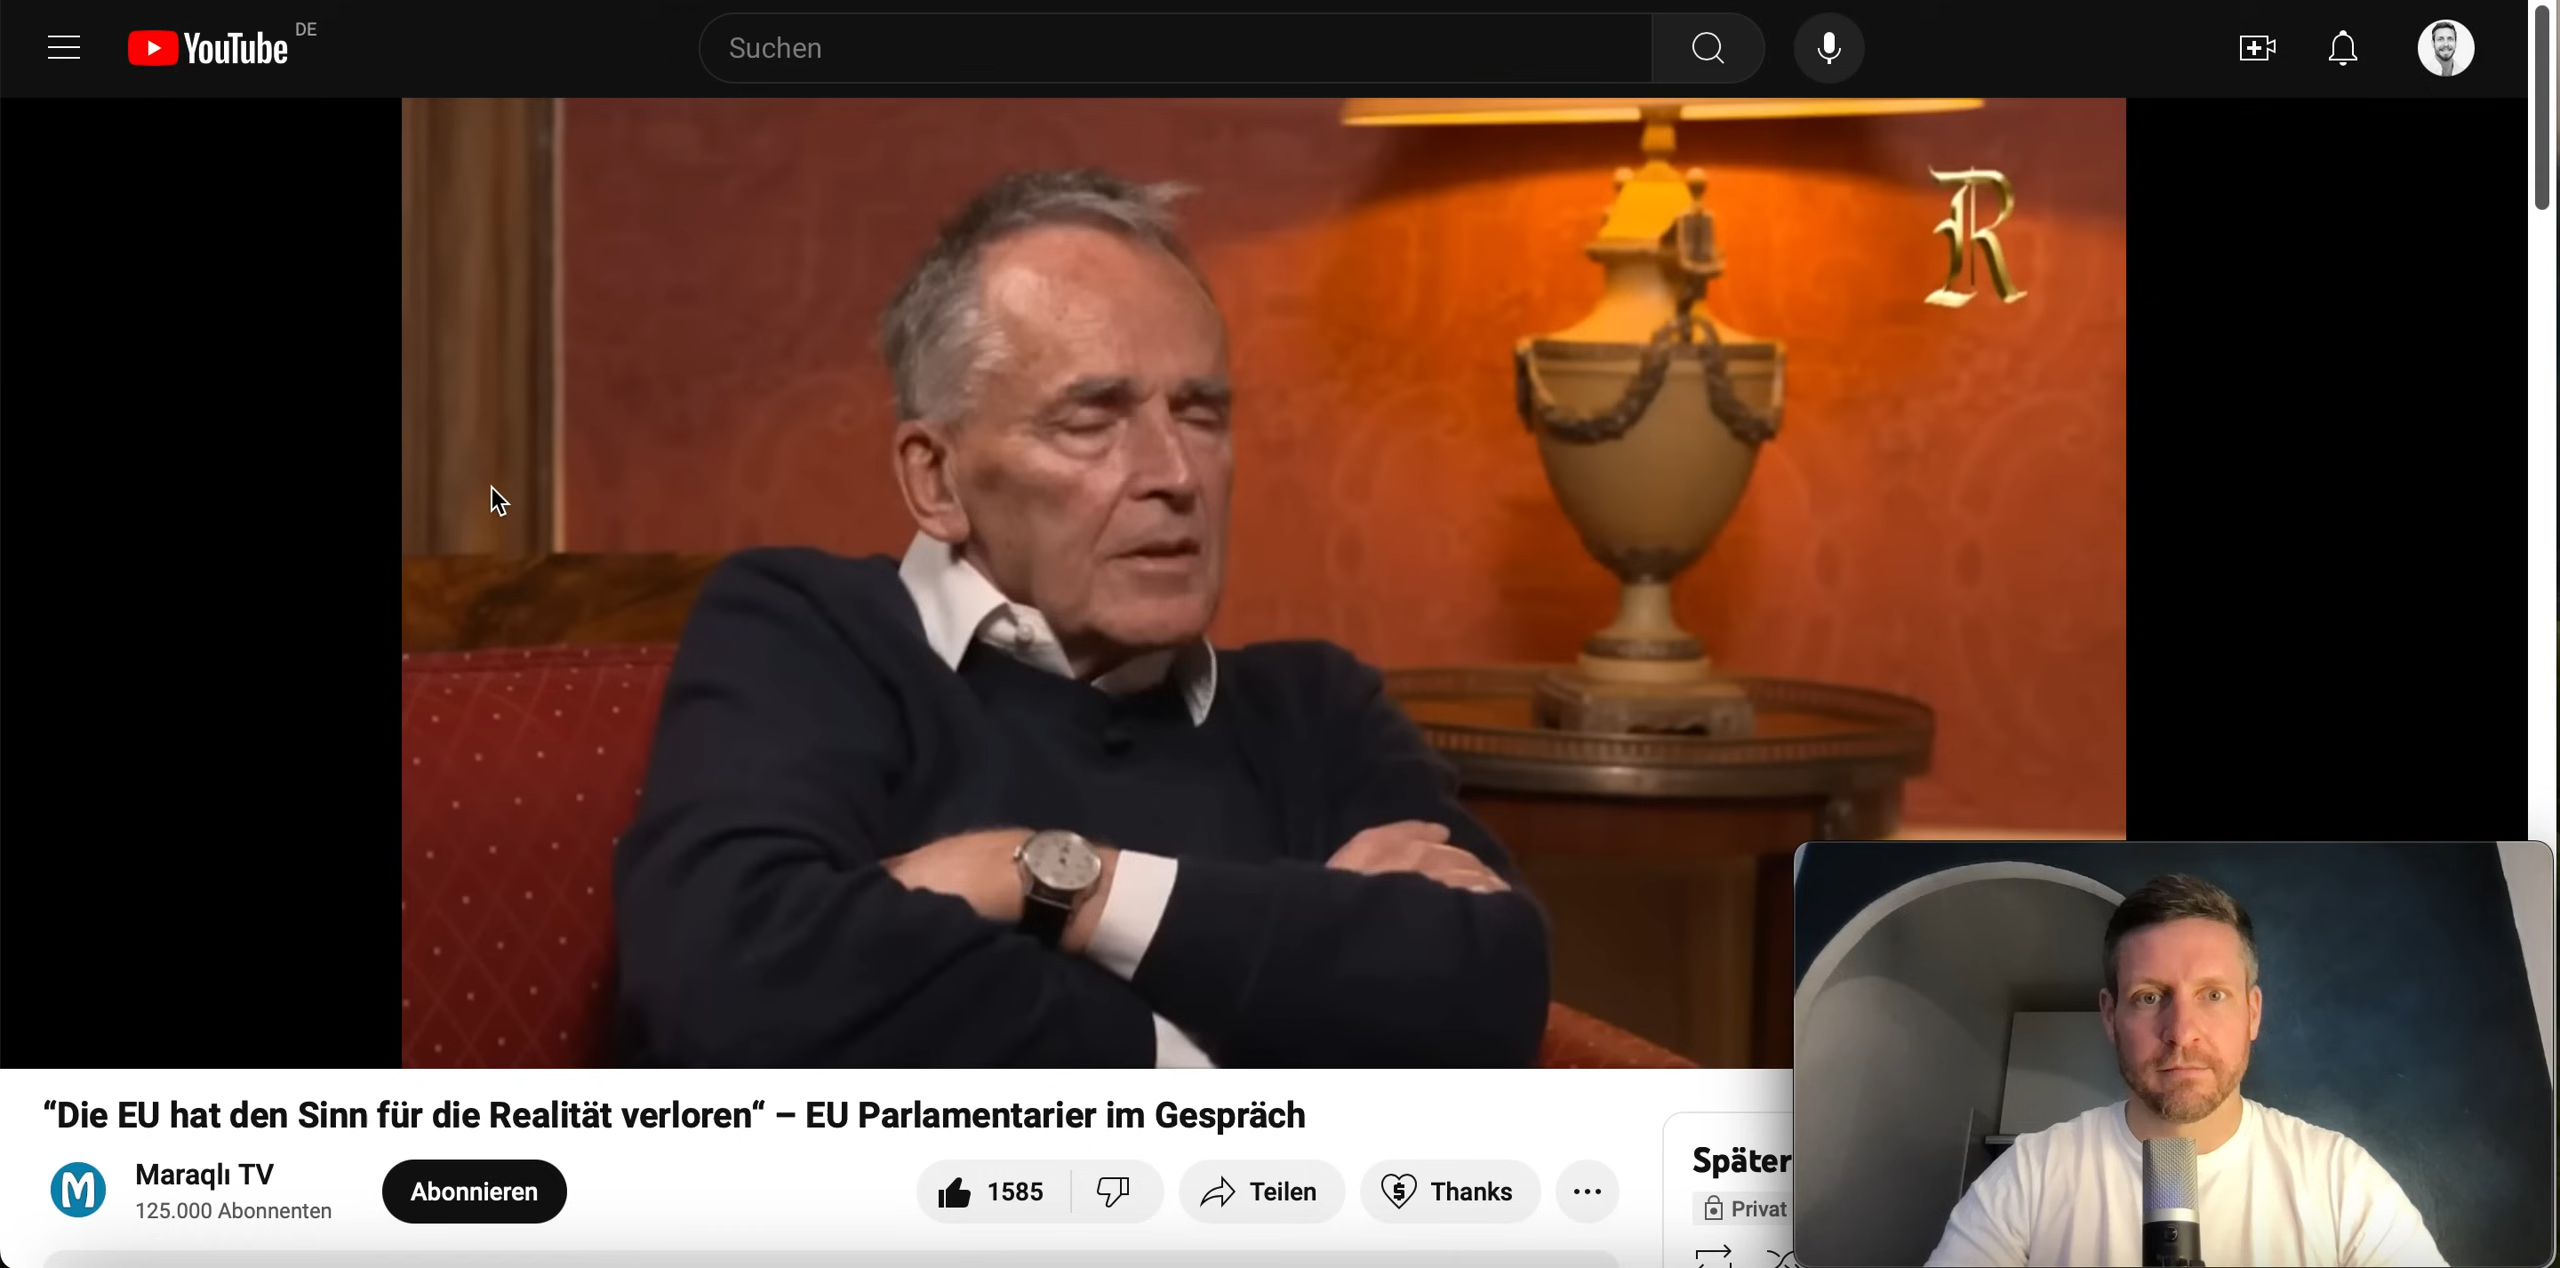 YouTube DE
Suchen
R
“Die EU hat den Sinn für die Realität verloren“ – EU Parlamentarier im Gespräch
Maraqlı TV
125.000 Abonnenten
Abonnieren
1585
Teilen
Thanks
Später
Privat